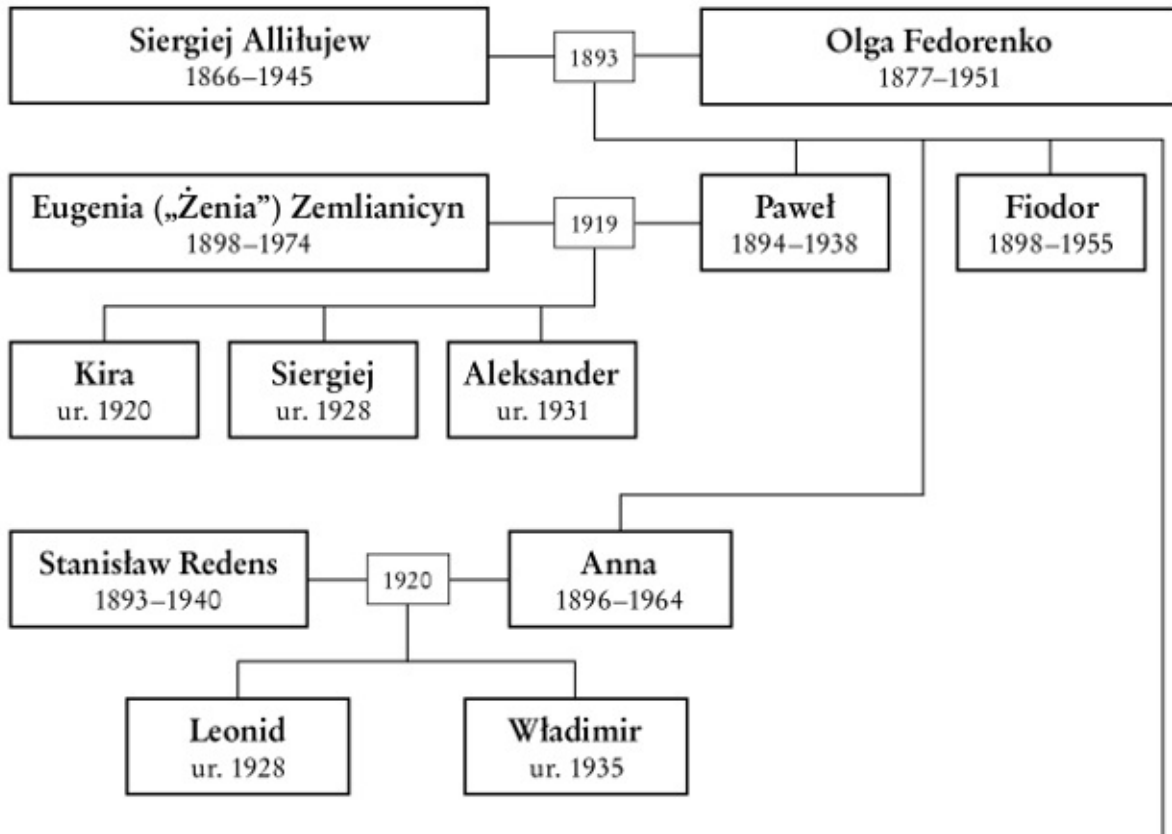 Siergiej Alliłujew
1866–1945
1893
Olga Fedorenko
1877–1951
Eugenia („Żenia”) Zemlianicyn
1898–1974
1919
Paweł
1894–1938
Fiodor
1898–1955
Kira
ur. 1920
Siergiej
ur. 1928
Aleksander
ur. 1931
Stanisław Redens
1893–1940
1920
Anna
1896–1964
Leonid
ur. 1928
Władimir
ur. 1935